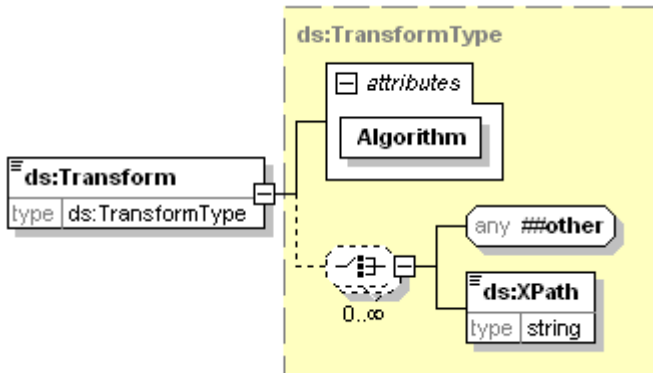 ds:TransformType
attributes
Algorithm
ds:Transform
type ds:TransformType
any ##other
0..∞
ds:XPath
type string